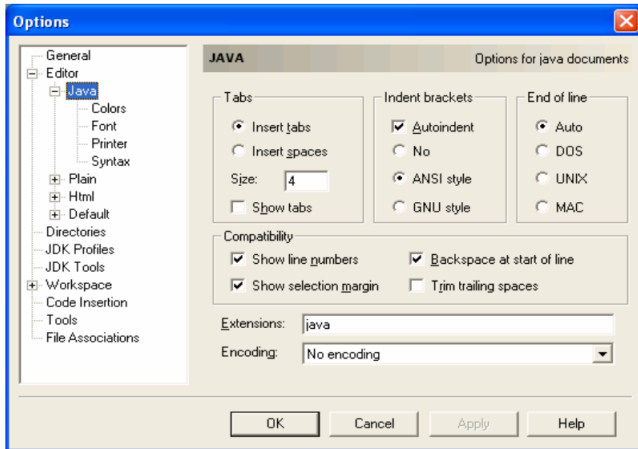 Options
General
Editor
Java
Colors
Font
Printer
Syntax
Plain
Html
Default
Directories
JDK Profiles
JDK Tools
Workspace
Code Insertion
Tools
File Associations
JAVA Options for java documents
Tabs
Insert tabs
Insert spaces
Size: 4
Show tabs
Indent brackets
Autoindent
No
ANSI style
GNU style
End of line
Auto
DOS
UNIX
MAC
Compatibility
Show line numbers Backspace at start of line
Show selection margin Trim trailing spaces
Extensions: java
Encoding: No encoding
OK Cancel Apply Help